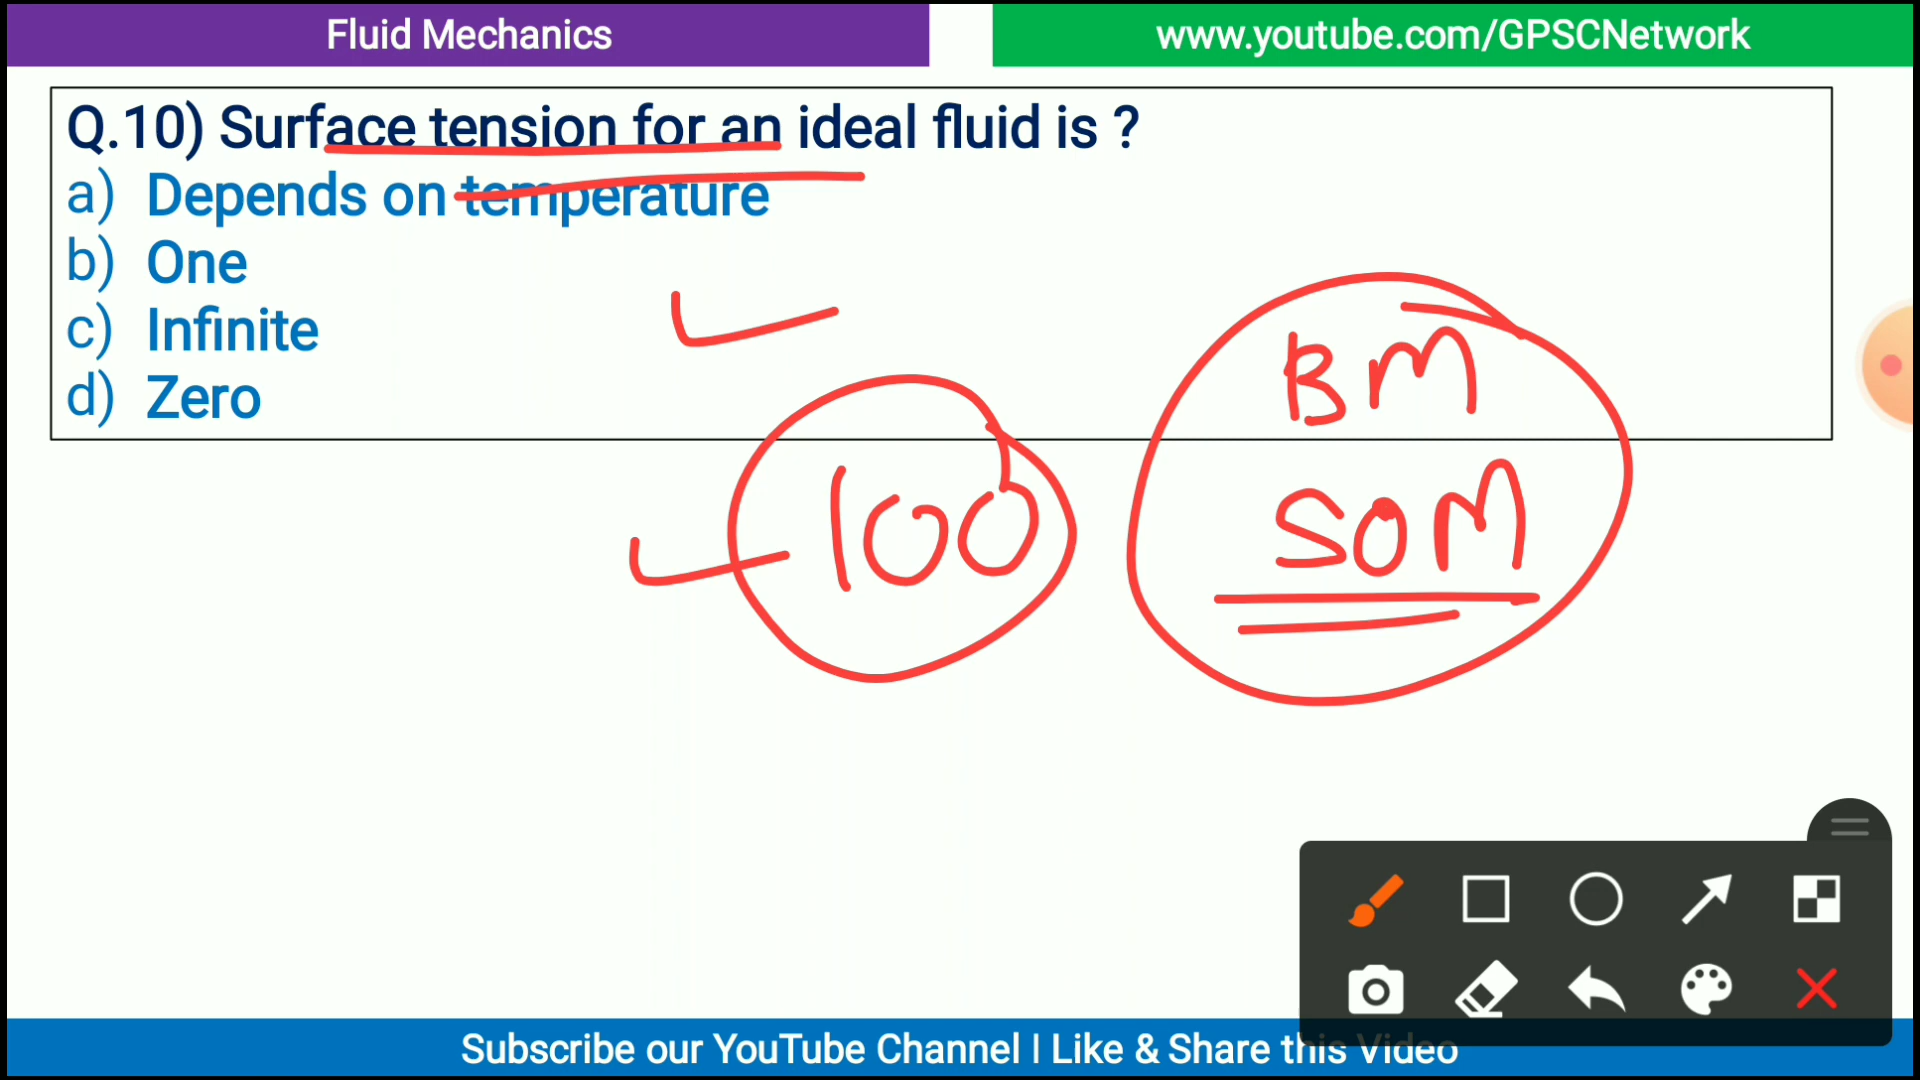 Fluid Mechanics
www.youtube.com/GPSCNetwork
Q.10) Surface tension for an ideal fluid is ?
a) Depends on temperature
b) One
c) Infinite
d) Zero
BM
100
SOM
Subscribe our YouTube Channel | Like & Share this Video